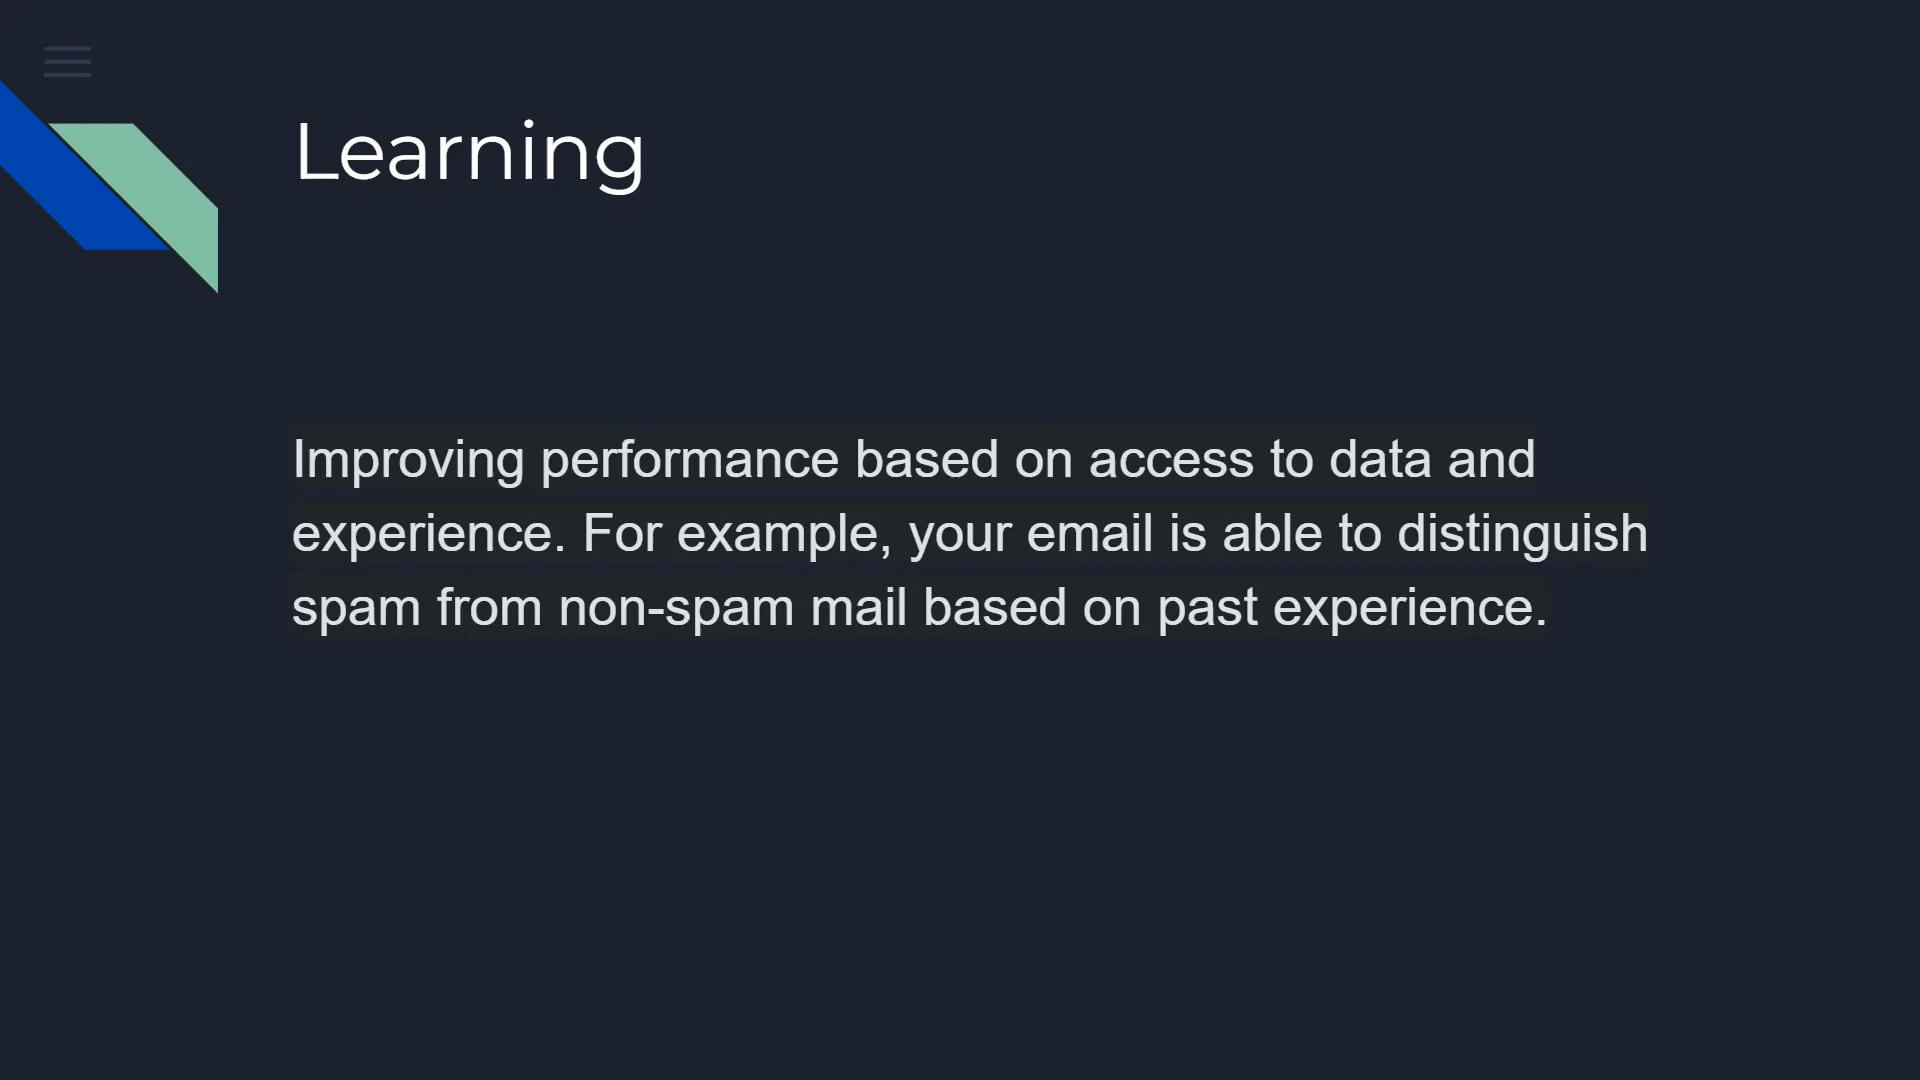 Learning
Improving performance based on access to data and
experience. For example, your email is able to distinguish
spam from non-spam mail based on past experience.